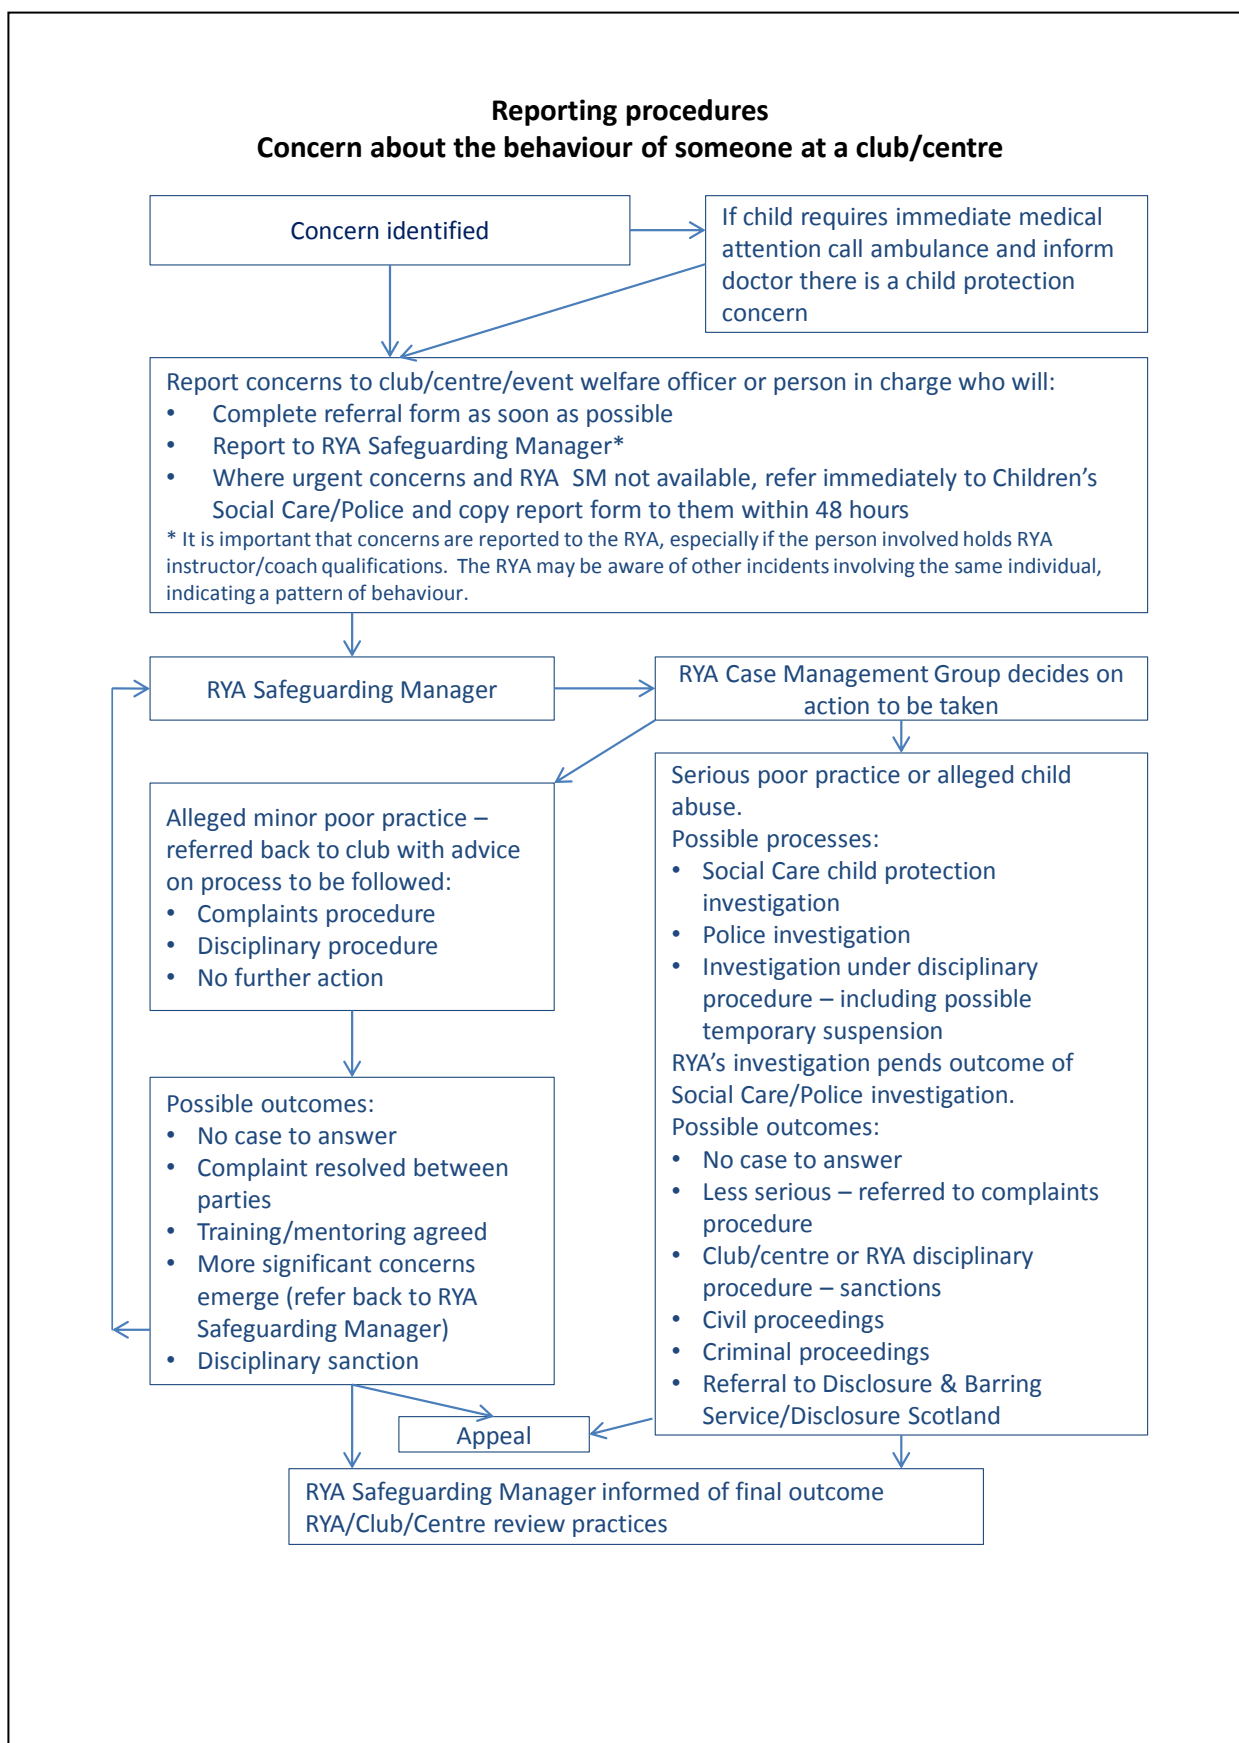 Reporting procedures
Concern about the behaviour of someone at a club/centre
Concern identified
If child requires immediate medical
attention call ambulance and inform
doctor there is a child protection
concern
Report concerns to club/centre/event welfare officer or person in charge who will:
• Complete referral form as soon as possible
• Report to RYA Safeguarding Manager*
• Where urgent concerns and RYA SM not available, refer immediately to Children's
Social Care/Police and copy report form to them within 48 hours
* It is important that concerns are reported to the RYA, especially if the person involved holds RYA
instructor/coach qualifications. The RYA may be aware of other incidents involving the same individual,
indicating a pattern of behaviour.
RYA Safeguarding Manager
RYA Case Management Group decides on
action to be taken
Alleged minor poor practice –
referred back to club with advice
on process to be followed:
• Complaints procedure
• Disciplinary procedure
• No further action
Serious poor practice or alleged child
abuse.
Possible processes:
• Social Care child protection
investigation
• Police investigation
• Investigation under disciplinary
procedure – including possible
temporary suspension
RYA's investigation pends outcome of
Social Care/Police investigation.
Possible outcomes:
• No case to answer
• Less serious – referred to complaints
procedure
• Club/centre or RYA disciplinary
procedure – sanctions
• Civil proceedings
• Criminal proceedings
• Referral to Disclosure & Barring
Service/Disclosure Scotland
Possible outcomes:
• No case to answer
• Complaint resolved between
parties
• Training/mentoring agreed
• More significant concerns
emerge (refer back to RYA
Safeguarding Manager)
• Disciplinary sanction
Appeal
RYA Safeguarding Manager informed of final outcome
RYA/Club/Centre review practices